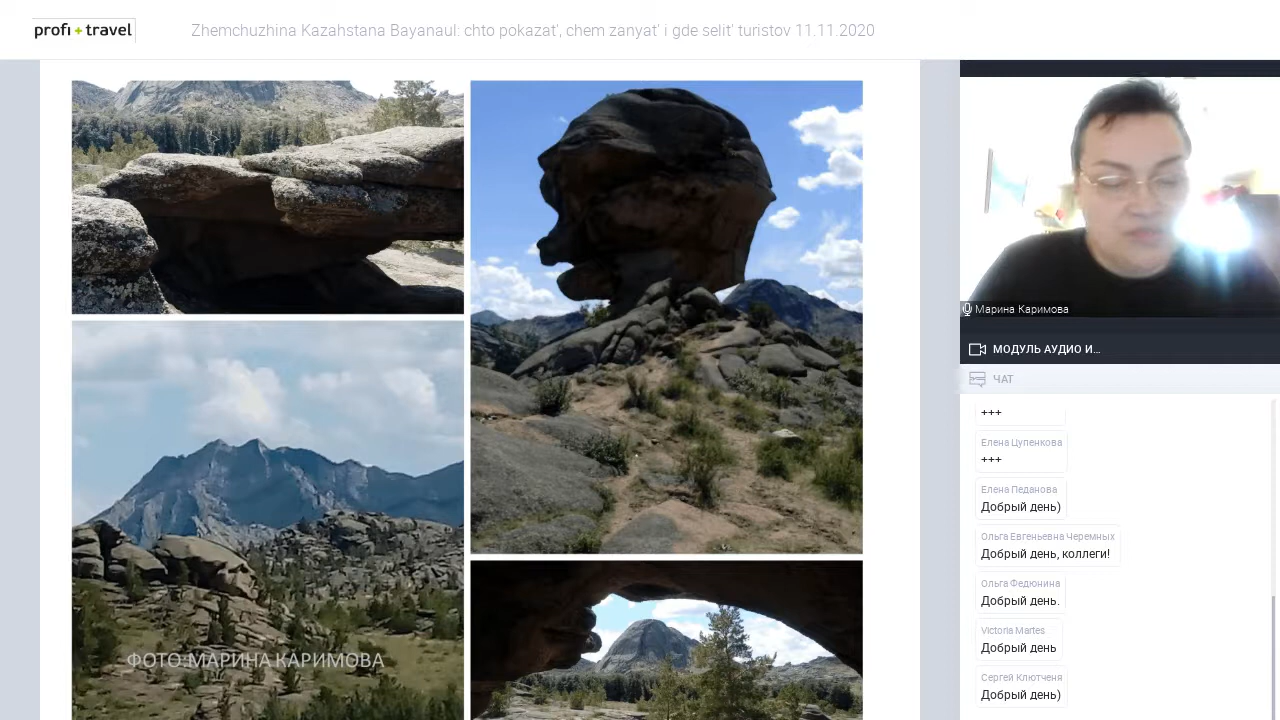 profi + travel
Zhemchuzhina Kazahstana Bayanaul: chto pokazat', chem zanyat' i gde selit' turistov 11.11.2020
ФОТО:МАРИНА КАРИМОВА
Марина Каримова
МОДУЛЬ АУДИО И...
ЧАТ
+++
Елена Цупенкова
+++
Елена Педанова
Добрый день)
Ольга Евгеньевна Черемных
Добрый день, коллеги!
Ольга Федюнина
Добрый день.
Victoria Martes
Добрый день
Сергей Клютченя
Добрый день)